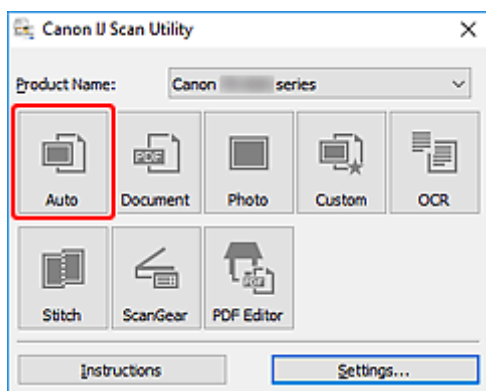 Canon IJ Scan Utility
Product Name: Canon series
Auto Document Photo Custom OCR
PDF
Stitch ScanGear PDF Editor
PDF
Instructions Settings...